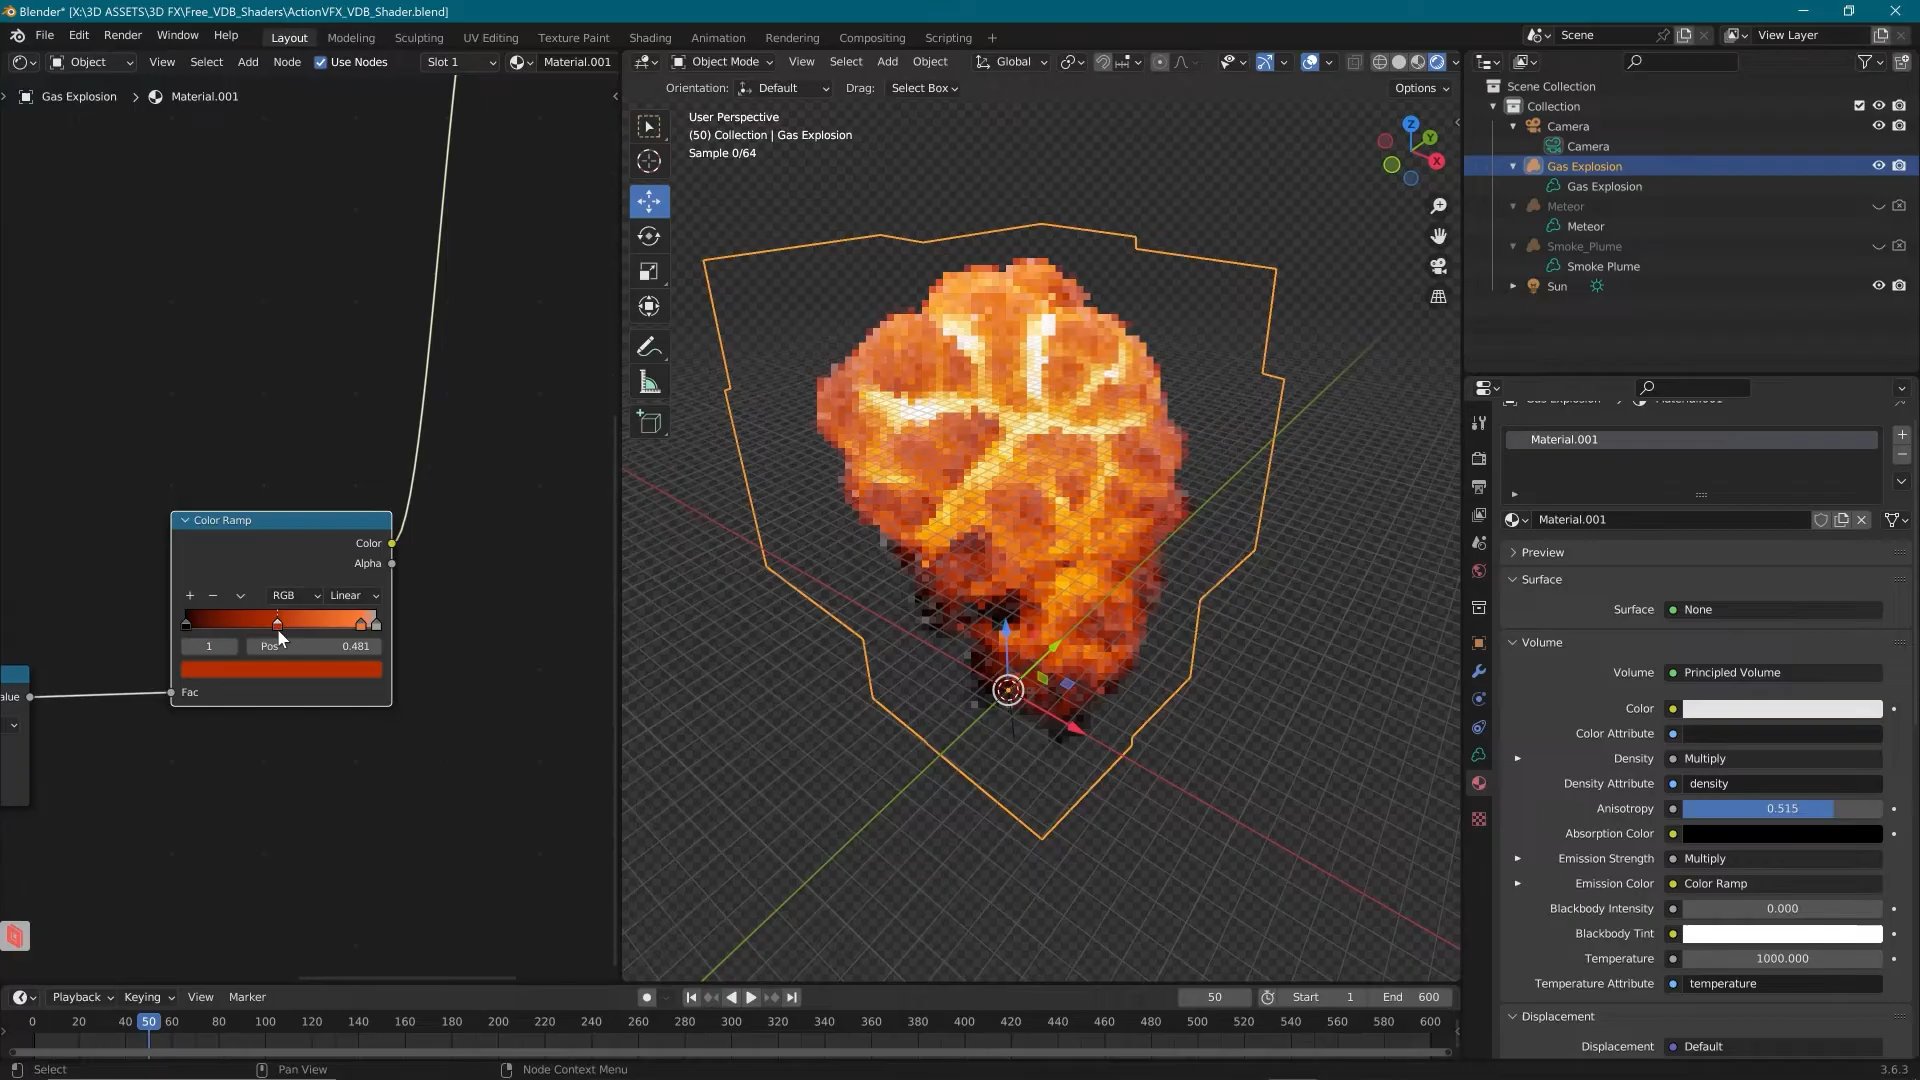 Blender* [X:\3D ASSETS\3D FX\Free_VDB_Shaders\ActionVFX_VDB_Shader.blend]
File Edit Render Window Help Layout Modeling Sculpting UV Editing Texture Paint Shading Animation Rendering Compositing Scripting + Scene View Layer
Object View Select Add Node Use Nodes Slot 1 Material.001
Gas Explosion > Material.001
Color Ramp
Color
Alpha
RGB Linear
1 Pos 0.481
Fac
alue
Object Mode View Select Add Object Global
Orientation: Default Drag: Select Box Options
User Perspective
(50) Collection | Gas Explosion
Sample 0/64
Z
Y
X
Scene Collection
Collection
Camera
Camera
Gas Explosion
Gas Explosion
Meteor
Meteor
Smoke_Plume
Smoke Plume
Sun
Material.001
Material.001
Preview
Surface
Surface None
Volume
Volume Principled Volume
Color
Color Attribute
Density Multiply
Density Attribute density
Anisotropy 0.515
Absorption Color
Emission Strength Multiply
Emission Color Color Ramp
Blackbody Intensity 0.000
Blackbody Tint
Temperature 1000.000
Temperature Attribute temperature
Displacement
Displacement Default
Playback Keying View Marker 50 Start 1 End 600
0 20 40 50 60 80 100 120 140 160 180 200 220 240 260 280 300 320 340 360 380 400 420 440 460 480 500 520 540 560 580 600
Select Pan View Node Context Menu 3.6.3